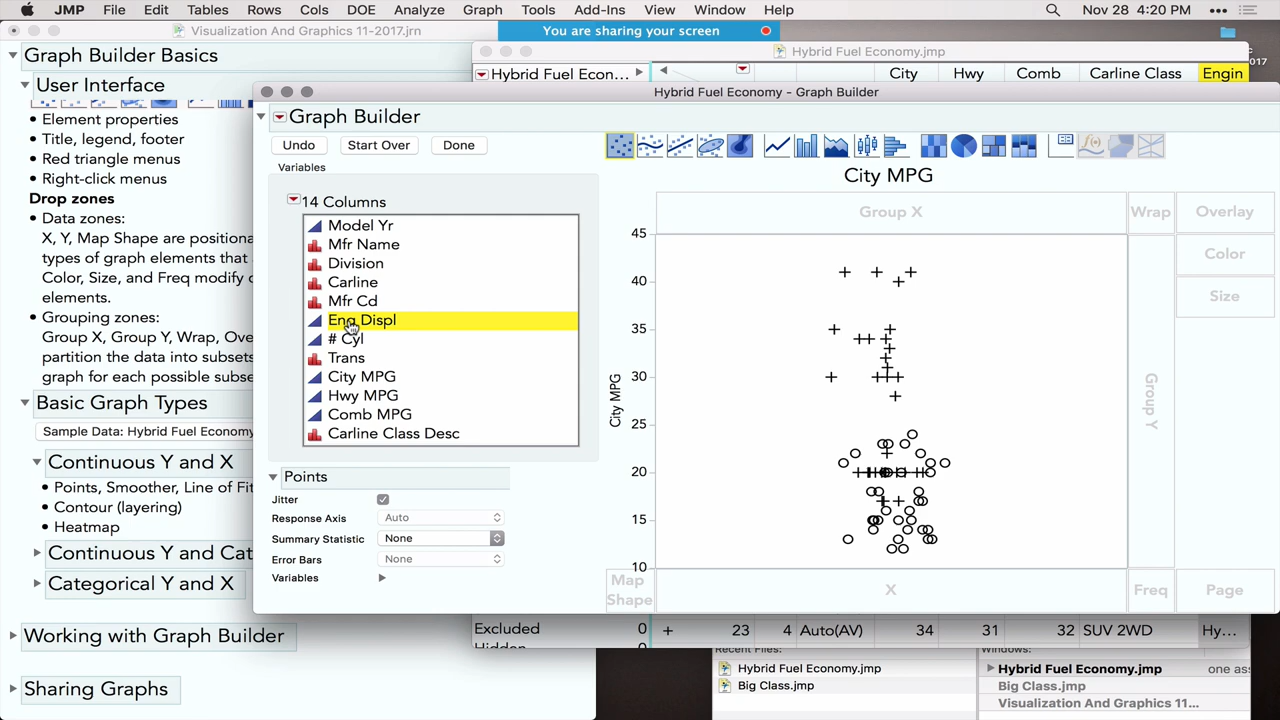 JMP File Edit Tables Rows Cols DOE Analyze Graph Tools Add-Ins View Window Help Nov 28 4:20 PM
Visualization And Graphics 11-2017.jrn
You are sharing your screen
Graph Builder Basics
User Interface
• Element properties
• Title, legend, footer
• Red triangle menus
• Right-click menus
Drop zones
• Data zones:
X, Y, Map Shape are positiona
types of graph elements that
Color, Size, and Freq modify
elements.
• Grouping zones:
Group X, Group Y, Wrap, Ove
partition the data into subsets
graph for each possible subse
Basic Graph Types
Sample Data: Hybrid Fuel Economy
Continuous Y and X
• Points, Smoother, Line of Fit
• Contour (layering)
• Heatmap
Continuous Y and Cat
Categorical Y and X
Working with Graph Builder
Sharing Graphs
Hybrid Fuel Economy.jmp
Hybrid Fuel Econ...
City Hwy Comb Carline Class Engin
Hybrid Fuel Economy - Graph Builder
Graph Builder
Undo Start Over Done
Variables
14 Columns
Model Yr
Mfr Name
Division
Carline
Mfr Cd
Eng Displ
# Cyl
Trans
City MPG
Hwy MPG
Comb MPG
Carline Class Desc
Points
Jitter
Response Axis Auto
Summary Statistic None
Error Bars None
Variables
City MPG
Group X
Wrap
Overlay
Color
Size
45
40
35
30
25
20
15
10
City MPG
Group Y
Map
Shape
X
Freq
Page
Excluded 0
Hidden 0
23 4 Auto(AV) 34 31 32 SUV 2WD Hy...
Recent Files:
Hybrid Fuel Economy.jmp
Big Class.jmp
Windows:
Hybrid Fuel Economy.jmp one as
Big Class.jmp
Visualization And Graphics 11...
2017